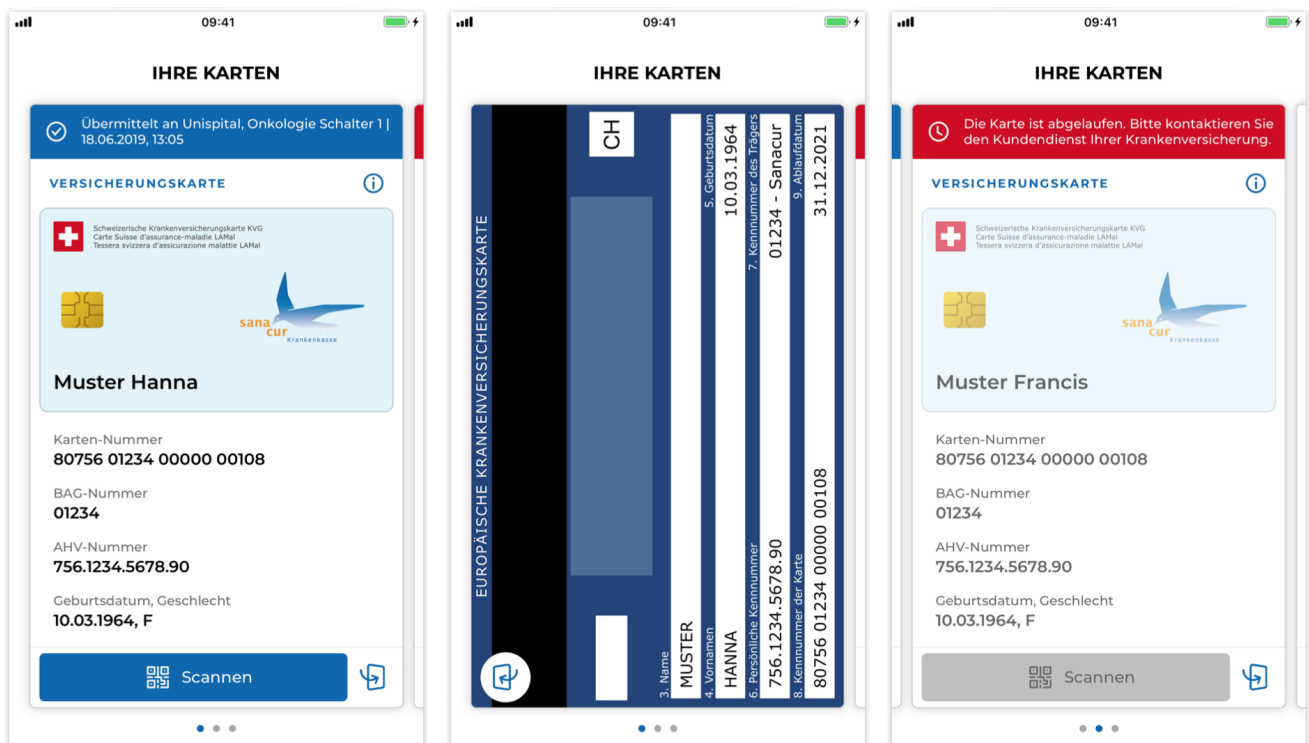 09:41
IHRE KARTEN
Übermittelt an Unispital, Onkologie Schalter 1 |
18.06.2019, 13:05
VERSICHERUNGSKARTE
Schweizerische Krankenversicherungskarte KVG
Carte Suisse d'assurance-maladie LAMal
Tessera svizzera d'assicurazione malattie LAMal
sana
cur
Krankenkasse
Muster Hanna
Karten-Nummer
80756 01234 00000 00108
BAG-Nummer
01234
AHV-Nummer
756.1234.5678.90
Geburtsdatum, Geschlecht
10.03.1964, F
Scannen
09:41
IHRE KARTEN
EUROPÄISCHE KRANKENVERSICHERUNGSKARTE
CH
3. Name
MUSTER
4. Vornamen
5. Geburtsdatum
HANNA
10.03.1964
6. Persönliche Kennnummer
7. Kennnummer des Trägers
756.1234.5678.90
01234 - Sanacur
8. Kennnummer der Karte
9. Ablaufdatum
80756 01234 00000 00108
31.12.2021
09:41
IHRE KARTEN
Die Karte ist abgelaufen. Bitte kontaktieren Sie
den Kundendienst Ihrer Krankenversicherung.
VERSICHERUNGSKARTE
Schweizerische Krankenversicherungskarte KVG
Carte Suisse d'assurance-maladie LAMal
Tessera svizzera d'assicurazione malattie LAMal
sana
cur
Krankenkasse
Muster Francis
Karten-Nummer
80756 01234 00000 00108
BAG-Nummer
01234
AHV-Nummer
756.1234.5678.90
Geburtsdatum, Geschlecht
10.03.1964, F
Scannen